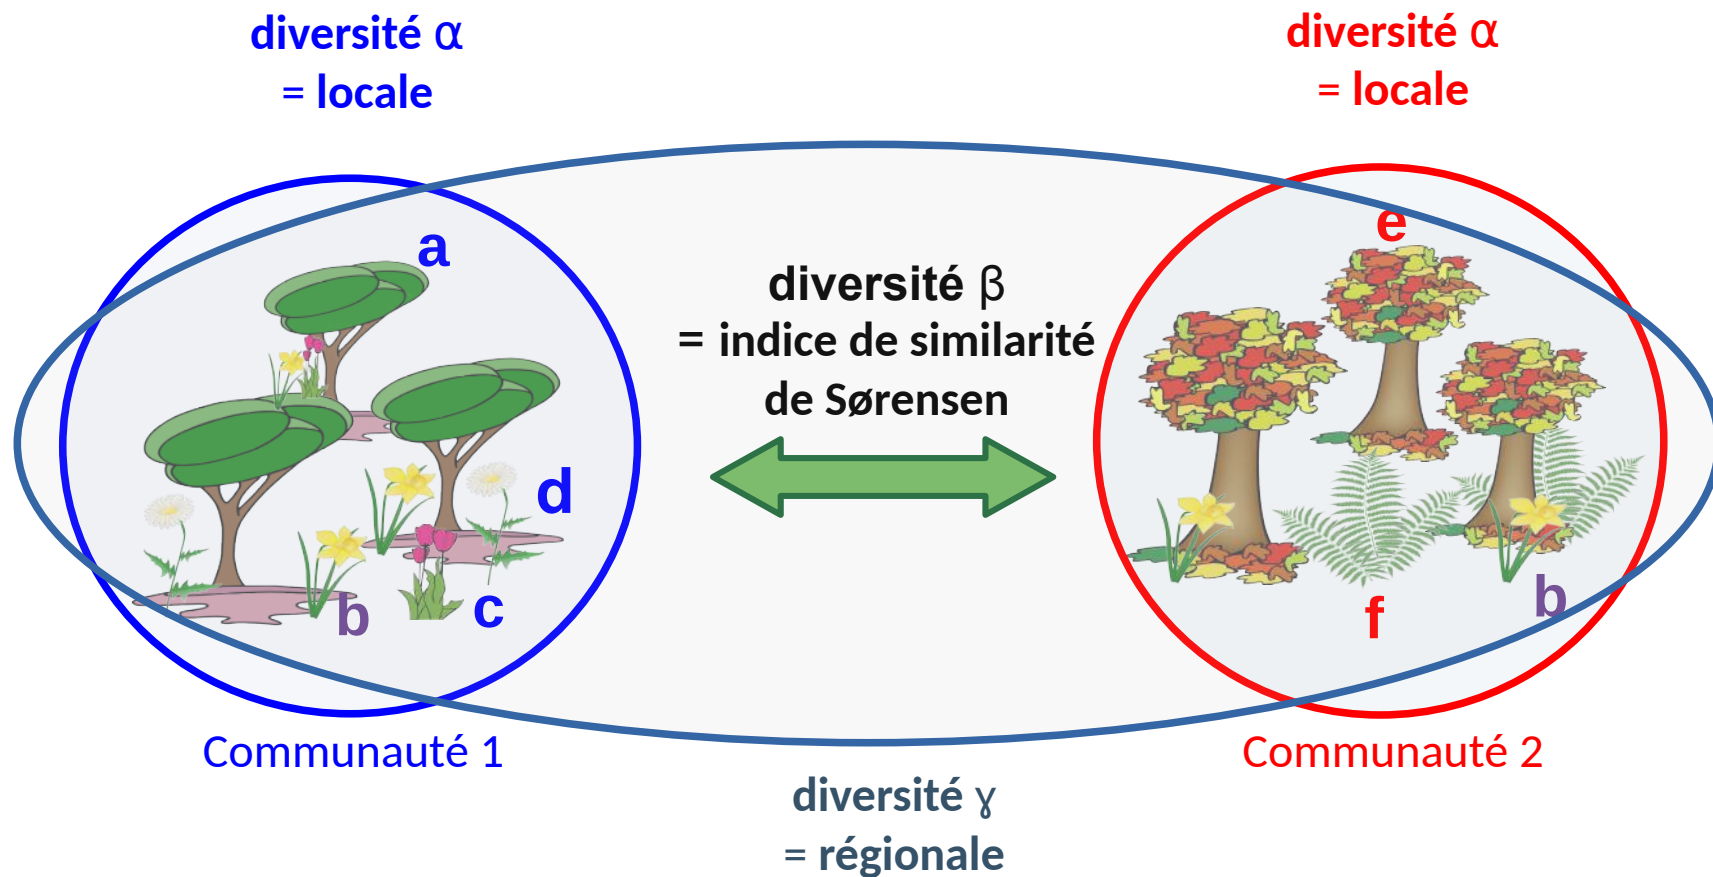 diversité α
= locale
diversité α
= locale
a
e
diversité β
= indice de similarité
de Sørensen
d
b
c
f
b
Communauté 1
Communauté 2
diversité γ
= régionale